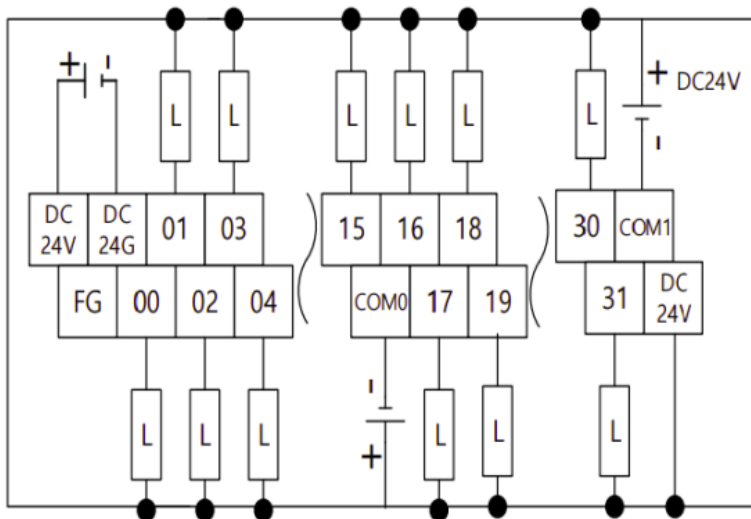 + -
L L L L L L + DC24V
-
DC 24V DC 24G 01 03 15 16 18 30 COM1
FG 00 02 04 COM0 17 19 31 DC 24V
-
L L L L L L
+